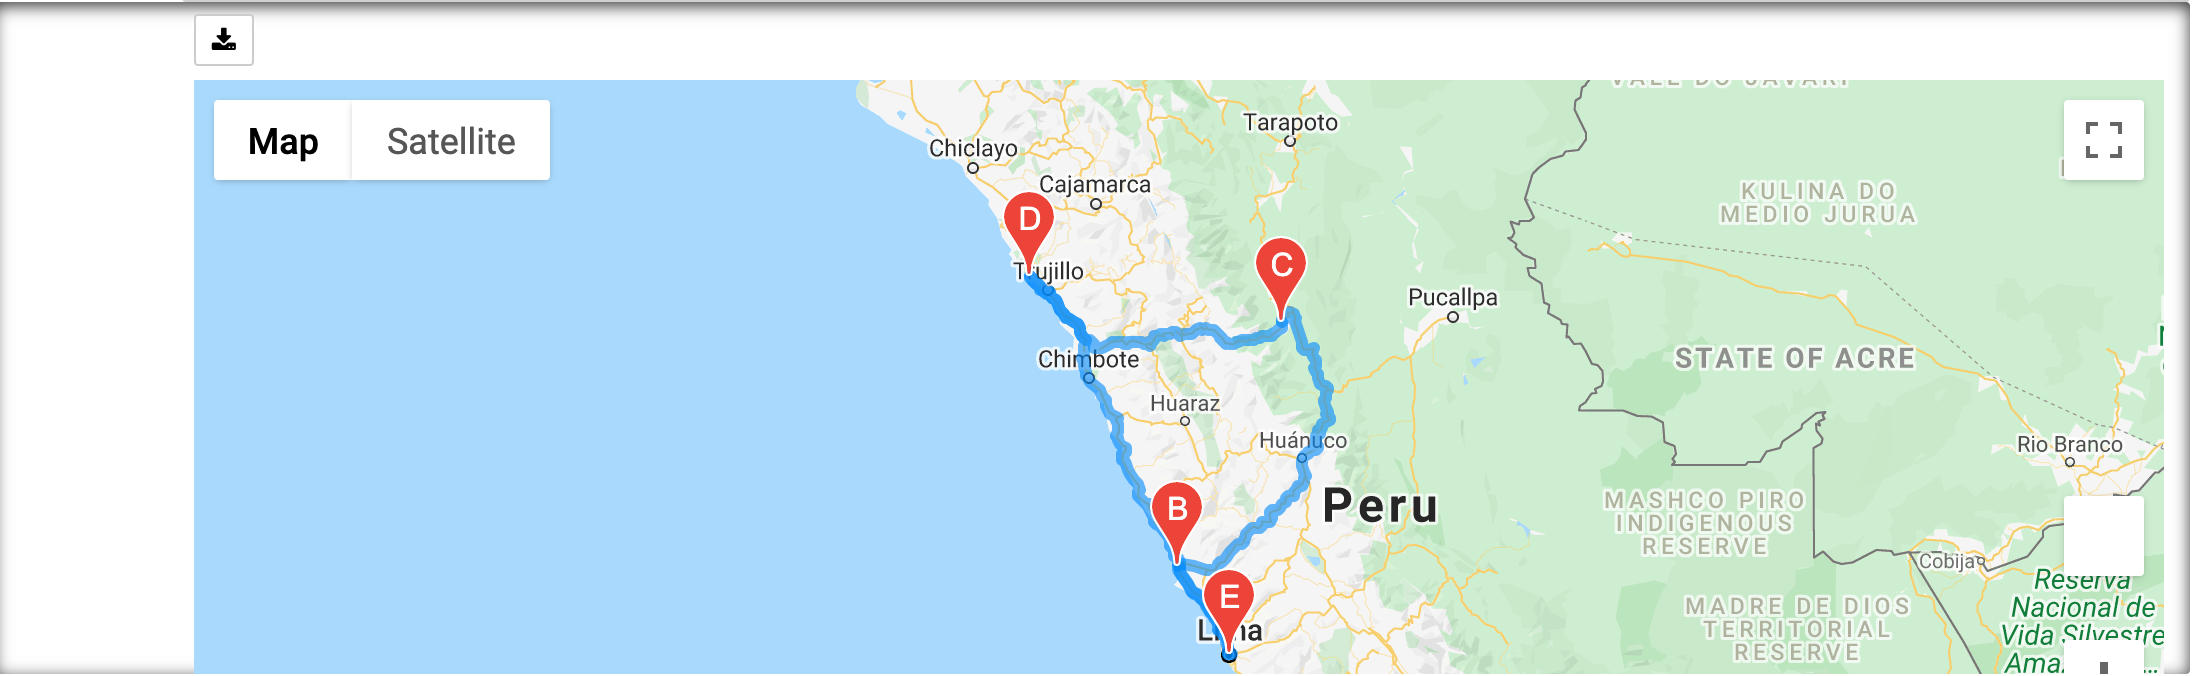 VALE DO JAVARI
Map
Satellite
Tarapoto
Chiclayo
Cajamarca
KULINA DO
MEDIO JURUA
D
C
Trujillo
Pucallpa
Chimbote
STATE OF ACRE
Huaraz
Huánuco
Rio Branco
B
Peru
MASHCO PIRO
INDIGENOUS
RESERVE
Cobija
E
Reserva
Nacional de
Vida Silvestre
Lima
MADRE DE DIOS
TERRITORIAL
RESERVE